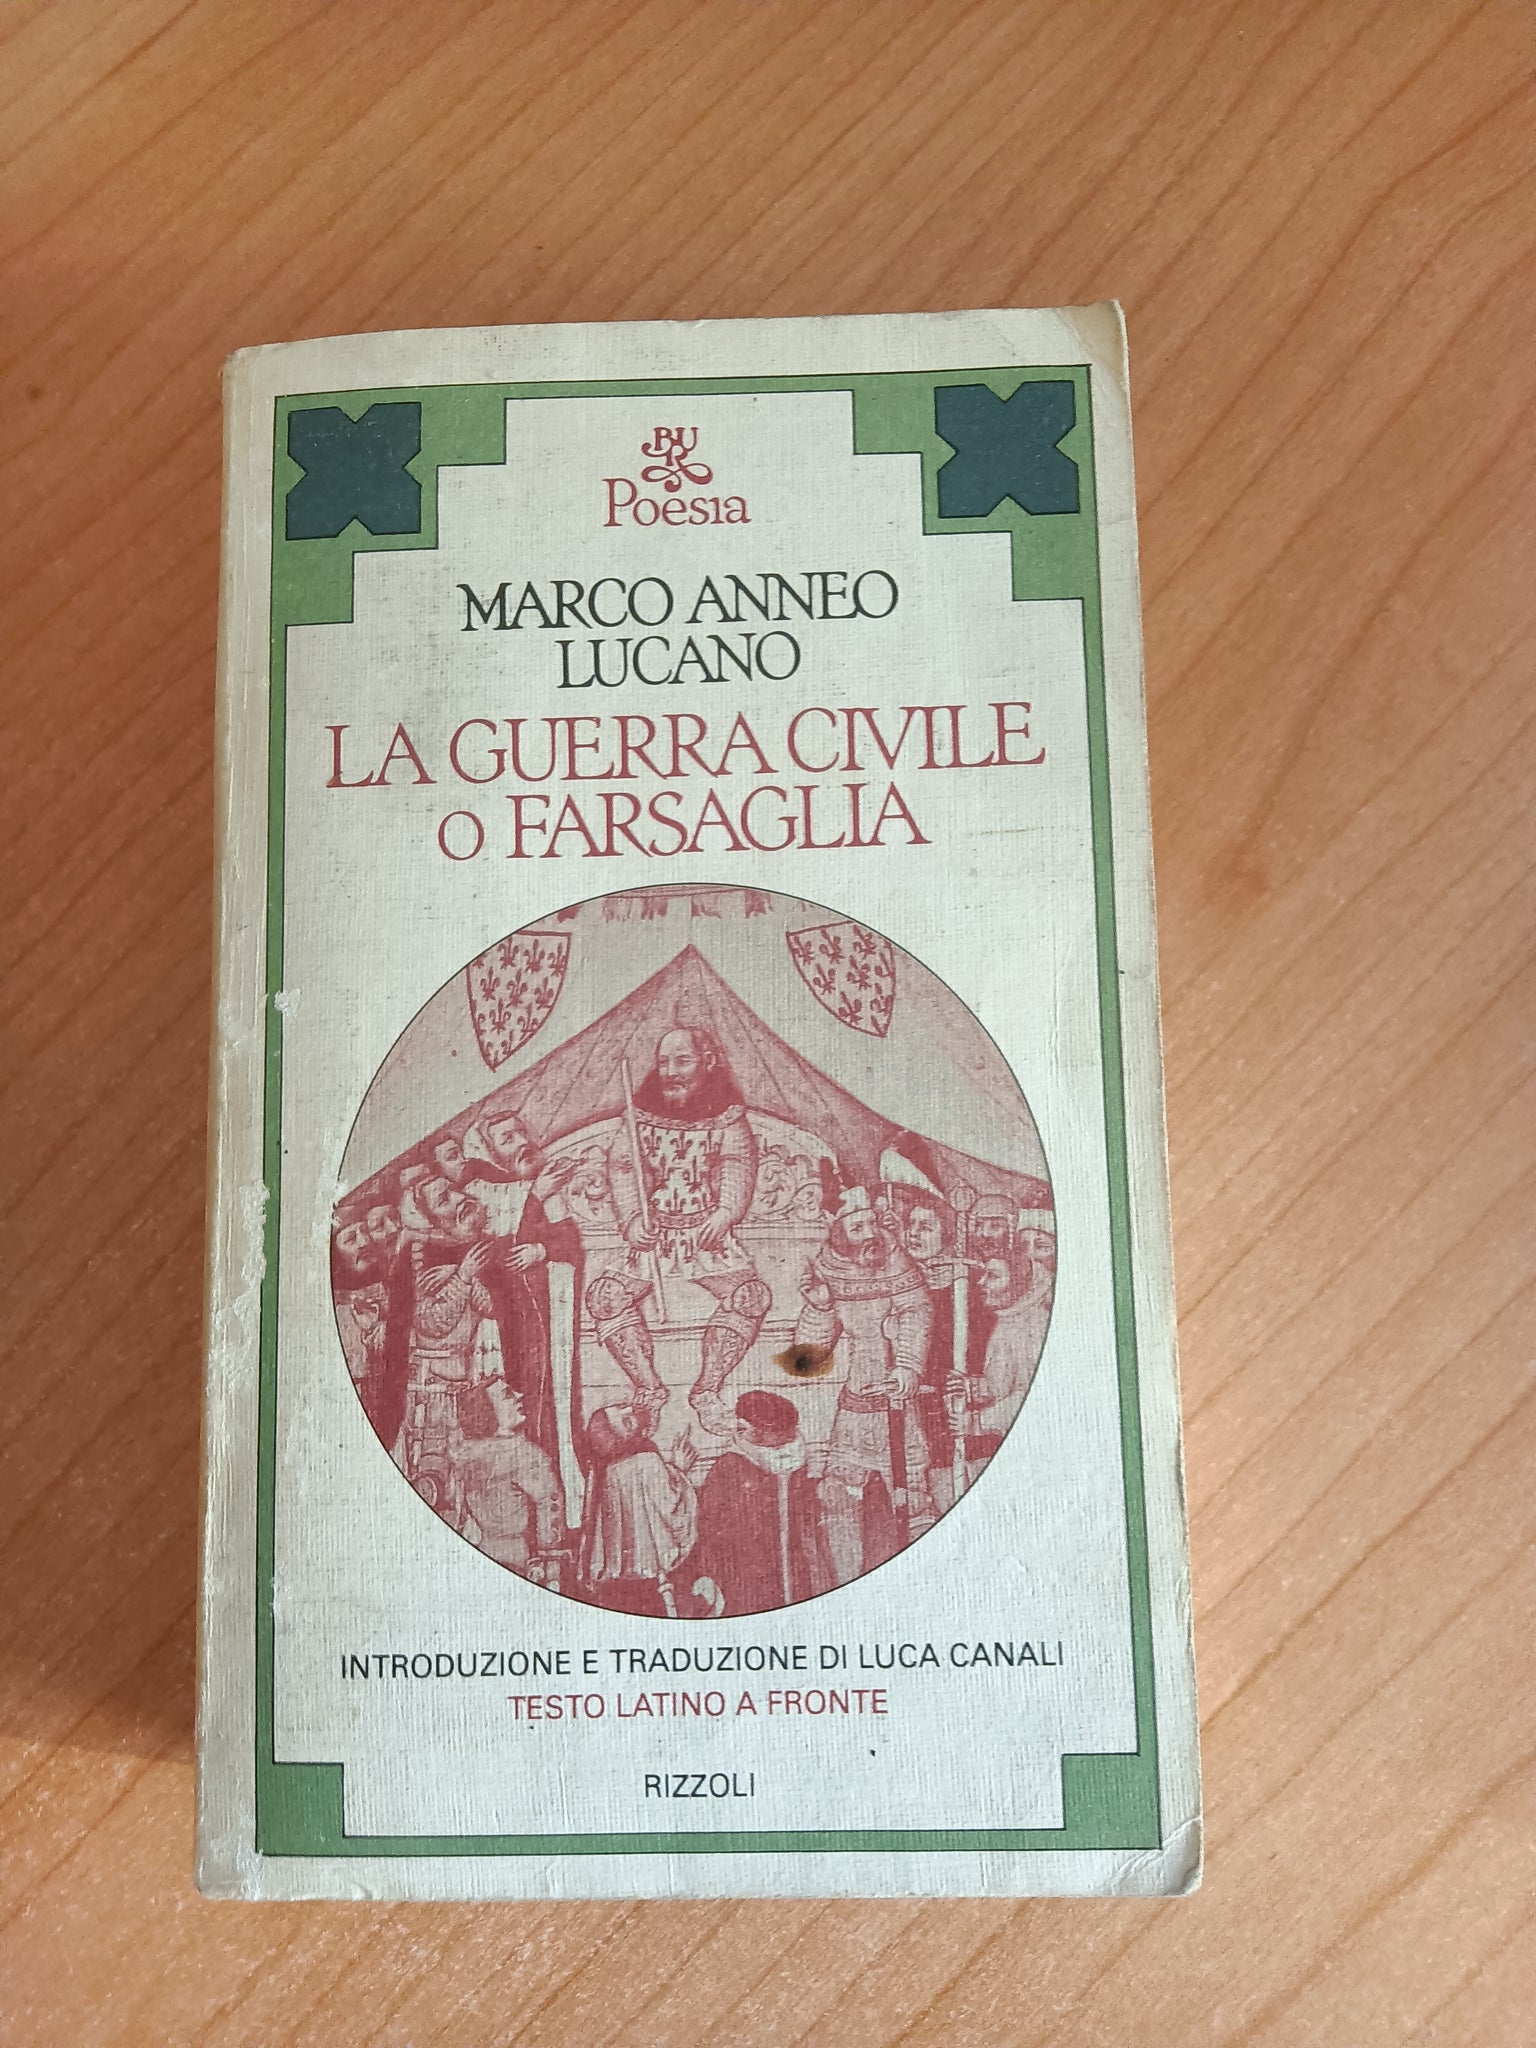 BUR
Poesia
MARCO ANNEO
LUCANO
LA GUERRA CIVILE
O FARSAGLIA
INTRODUZIONE E TRADUZIONE DI LUCA CANALI
TESTO LATINO A FRONTE
RIZZOLI